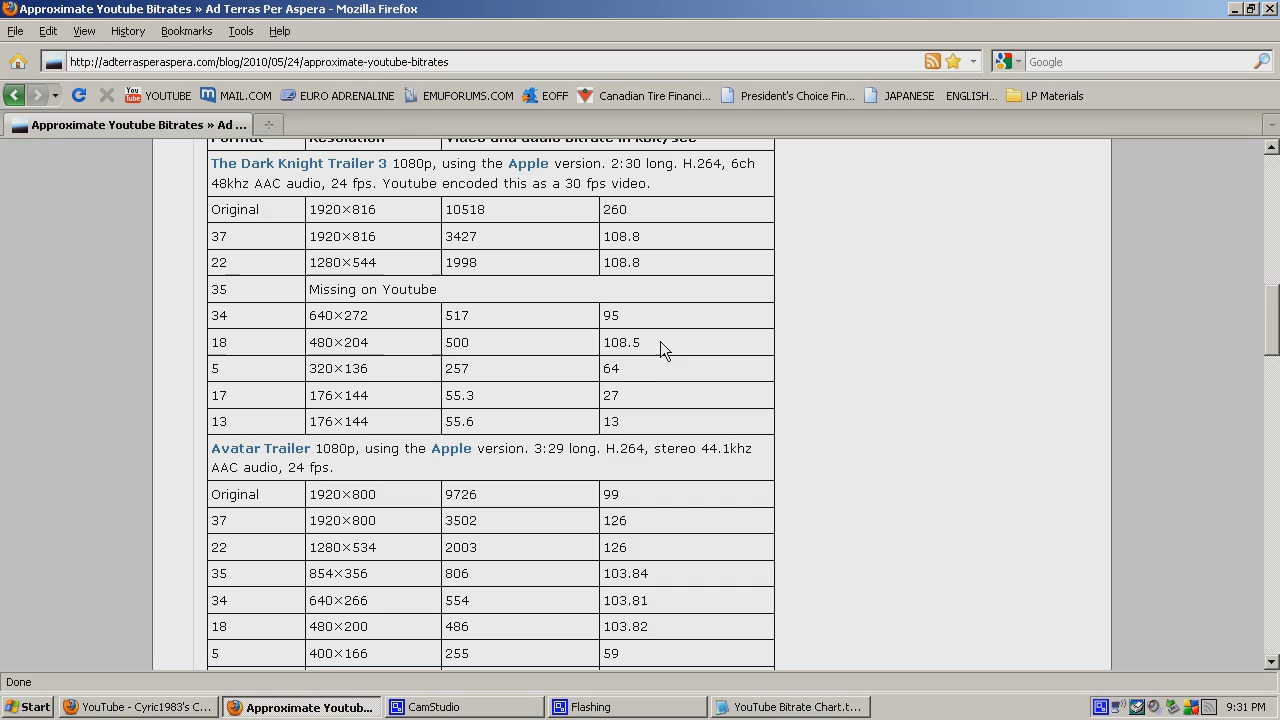 Approximate Youtube Bitrates » Ad Terras Per Aspera - Mozilla Firefox
File Edit View History Bookmarks Tools Help
http://adterrasperaspera.com/blog/2010/05/24/approximate-youtube-bitrates
Google
YOUTUBE MAIL.COM EURO ADRENALINE EMUFORUMS.COM EOFF Canadian Tire Financi... President's Choice Fin... JAPANESE ENGLISH... LP Materials
Approximate Youtube Bitrates » Ad ...
Format Resolution Video and audio Bitrate in Kbit/sec
The Dark Knight Trailer 3 1080p, using the Apple version. 2:30 long. H.264, 6ch
48khz AAC audio, 24 fps. Youtube encoded this as a 30 fps video.
Original 1920×816 10518 260
37 1920×816 3427 108.8
22 1280×544 1998 108.8
35 Missing on Youtube
34 640×272 517 95
18 480×204 500 108.5
5 320×136 257 64
17 176×144 55.3 27
13 176×144 55.6 13
Avatar Trailer 1080p, using the Apple version. 3:29 long. H.264, stereo 44.1khz
AAC audio, 24 fps.
Original 1920×800 9726 99
37 1920×800 3502 126
22 1280×534 2003 126
35 854×356 806 103.84
34 640×266 554 103.81
18 480×200 486 103.82
5 400×166 255 59
Done
Start YouTube - Cyric1983's C... Approximate Youtub... CamStudio Flashing YouTube Bitrate Chart.t... 9:31 PM